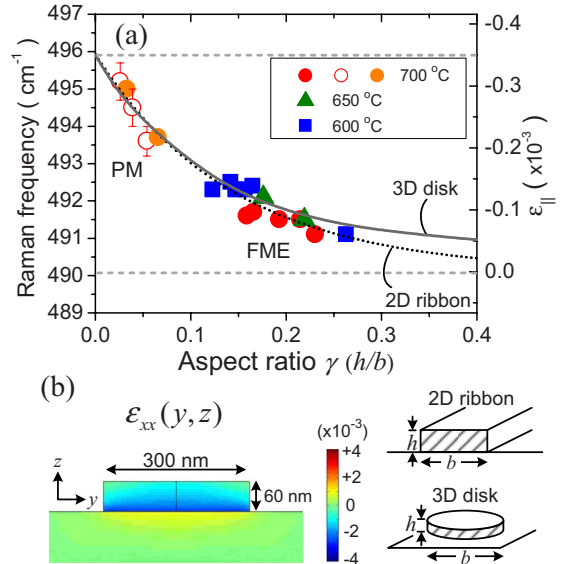 (a)
Raman frequency ( cm⁻¹)
497
496
495
494
493
492
491
490
489
-0.4
-0.3
-0.2
-0.1
0.0
ε|| ( x10⁻³)
700 °C
650 °C
600 °C
PM
FME
3D disk
2D ribbon
0.0 0.1 0.2 0.3 0.4
Aspect ratio γ (h/b)
(b)
εxx(y,z)
z
y
300 nm
60 nm
(x10⁻³)
+4
+2
0
-2
-4
2D ribbon
h
b
3D disk
h
b